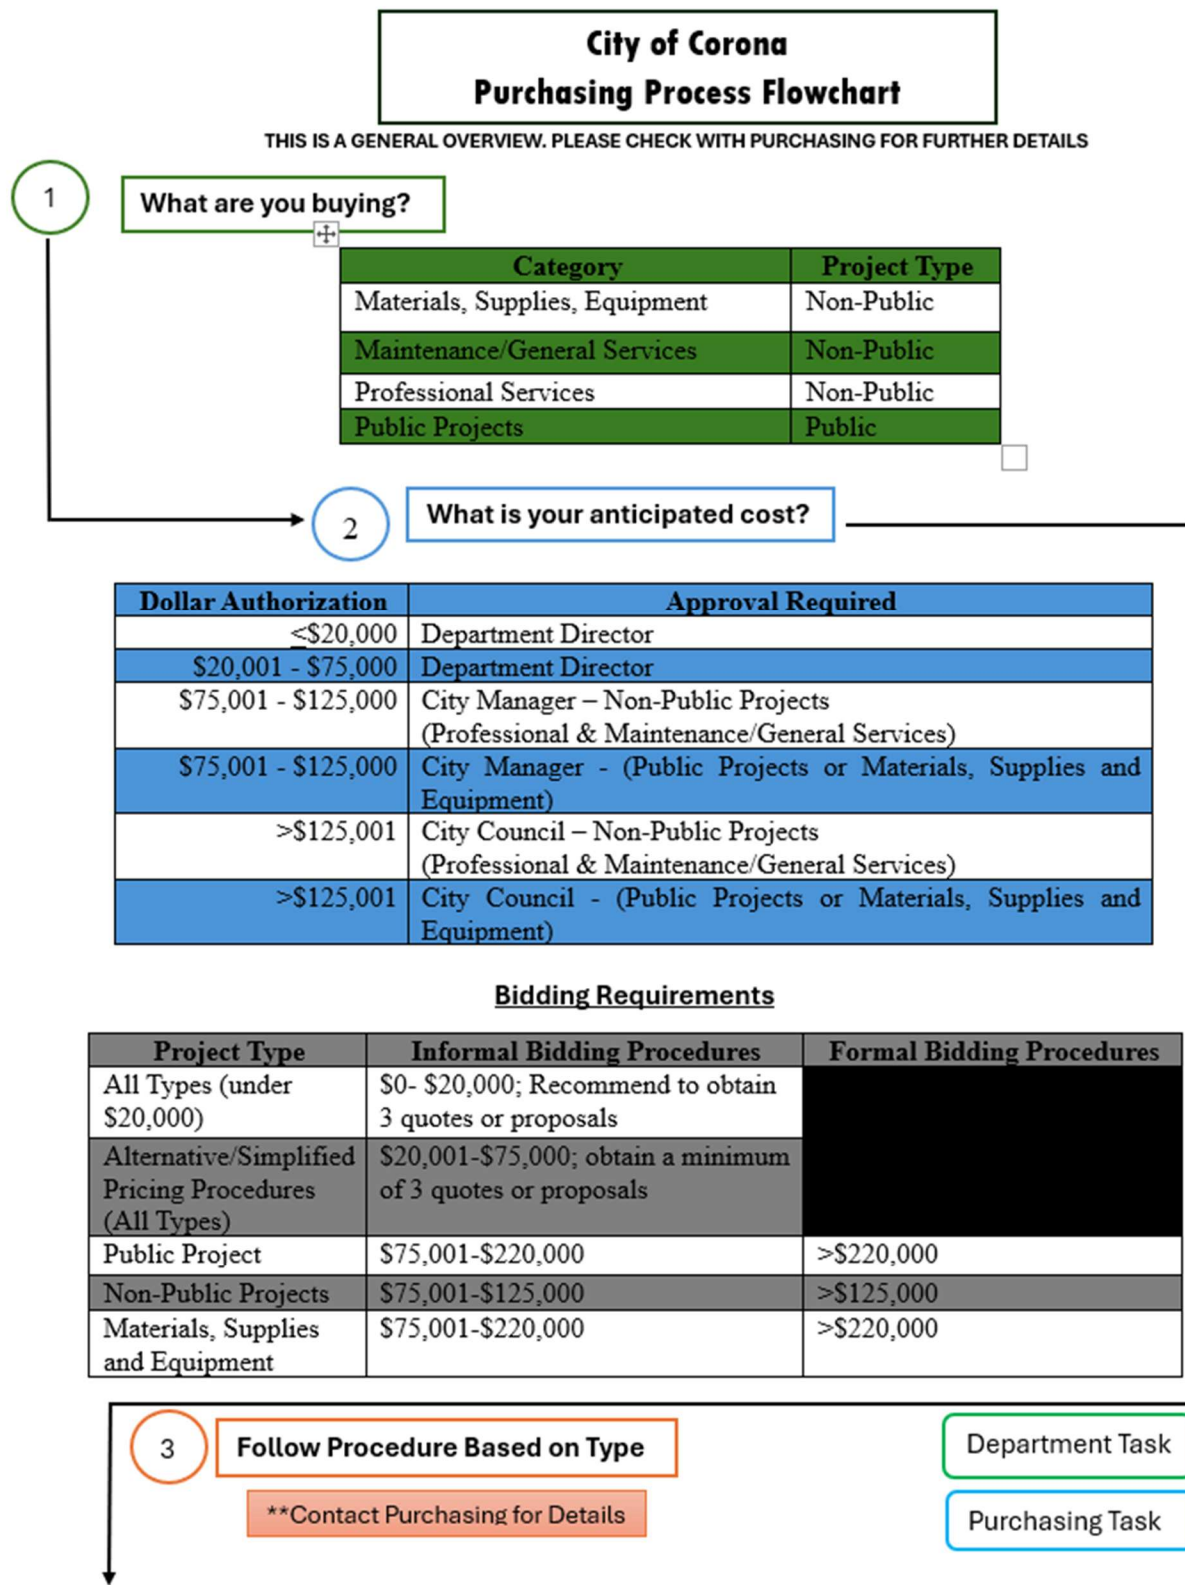 City of Corona
Purchasing Process Flowchart
THIS IS A GENERAL OVERVIEW. PLEASE CHECK WITH PURCHASING FOR FURTHER DETAILS
1
What are you buying?
Category Project Type
Materials, Supplies, Equipment Non-Public
Maintenance/General Services Non-Public
Professional Services Non-Public
Public Projects Public
2
What is your anticipated cost?
Dollar Authorization Approval Required
≤$20,000 Department Director
$20,001 - $75,000 Department Director
$75,001 - $125,000 City Manager – Non-Public Projects
(Professional & Maintenance/General Services)
$75,001 - $125,000 City Manager - (Public Projects or Materials, Supplies and
Equipment)
>$125,001 City Council – Non-Public Projects
(Professional & Maintenance/General Services)
>$125,001 City Council - (Public Projects or Materials, Supplies and
Equipment)
Bidding Requirements
Project Type Informal Bidding Procedures Formal Bidding Procedures
All Types (under $0- $20,000; Recommend to obtain
$20,000) 3 quotes or proposals
Alternative/Simplified $20,001-$75,000; obtain a minimum
Pricing Procedures of 3 quotes or proposals
(All Types)
Public Project $75,001-$220,000 >$220,000
Non-Public Projects $75,001-$125,000 >$125,000
Materials, Supplies $75,001-$220,000 >$220,000
and Equipment
3
Follow Procedure Based on Type
Department Task
**Contact Purchasing for Details
Purchasing Task